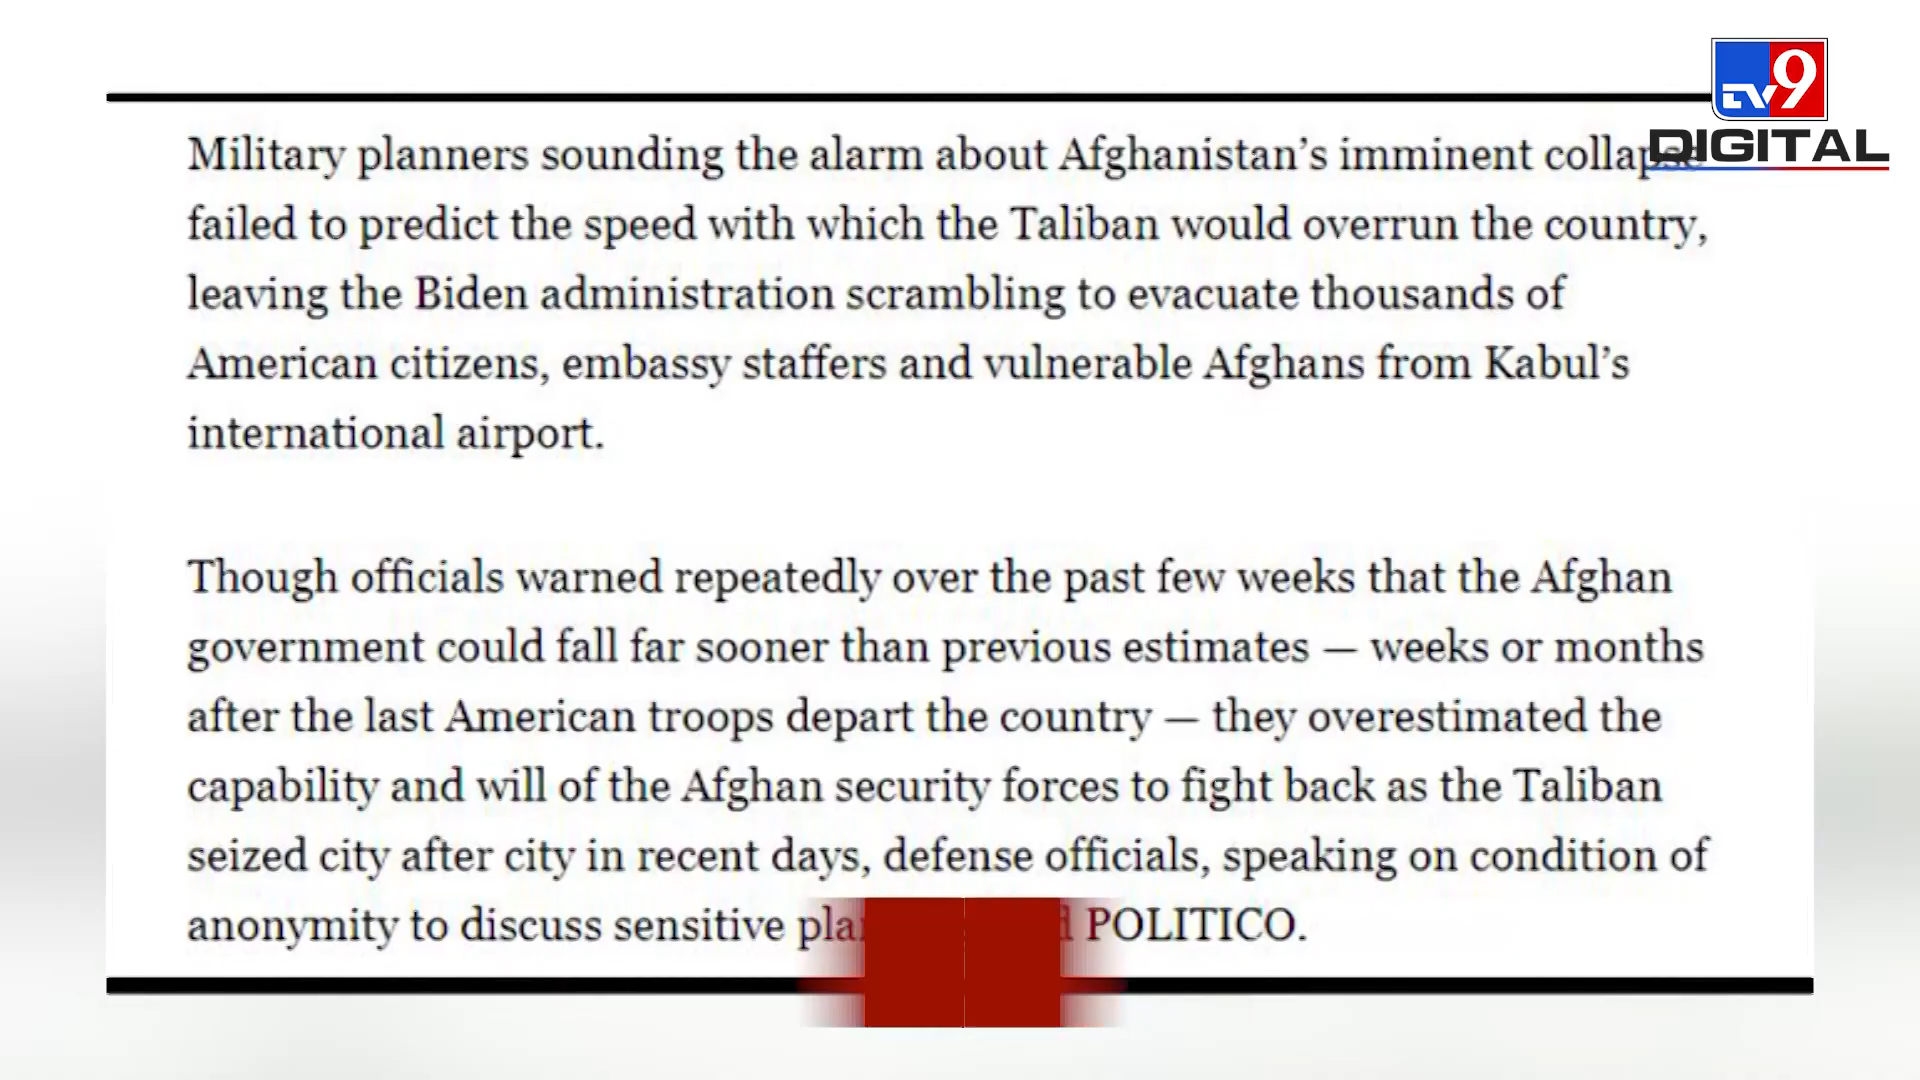 TV9
DIGITAL
Military planners sounding the alarm about Afghanistan’s imminent collapse
failed to predict the speed with which the Taliban would overrun the country,
leaving the Biden administration scrambling to evacuate thousands of
American citizens, embassy staffers and vulnerable Afghans from Kabul’s
international airport.
Though officials warned repeatedly over the past few weeks that the Afghan
government could fall far sooner than previous estimates — weeks or months
after the last American troops depart the country — they overestimated the
capability and will of the Afghan security forces to fight back as the Taliban
seized city after city in recent days, defense officials, speaking on condition of
anonymity to discuss sensitive POLITICO.